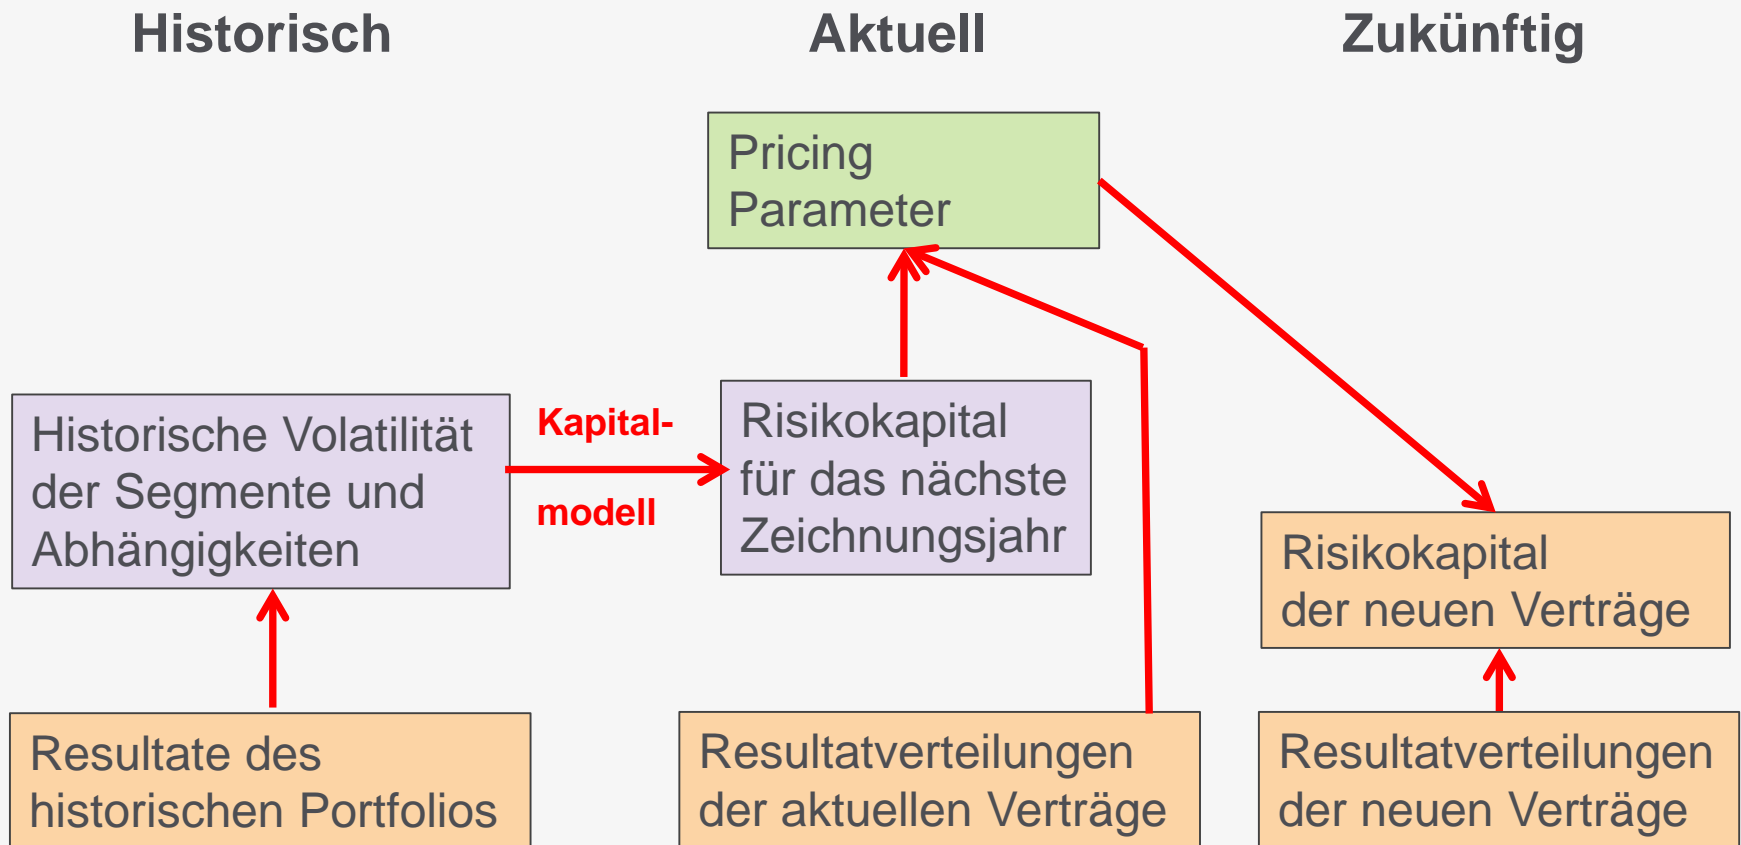 Historisch
Aktuell
Zukünftig
Pricing
Parameter
Historische Volatilität
der Segmente und
Abhängigkeiten
Kapital-
modell
Risikokapital
für das nächste
Zeichnungsjahr
Risikokapital
der neuen Verträge
Resultate des
historischen Portfolios
Resultatverteilungen
der aktuellen Verträge
Resultatverteilungen
der neuen Verträge